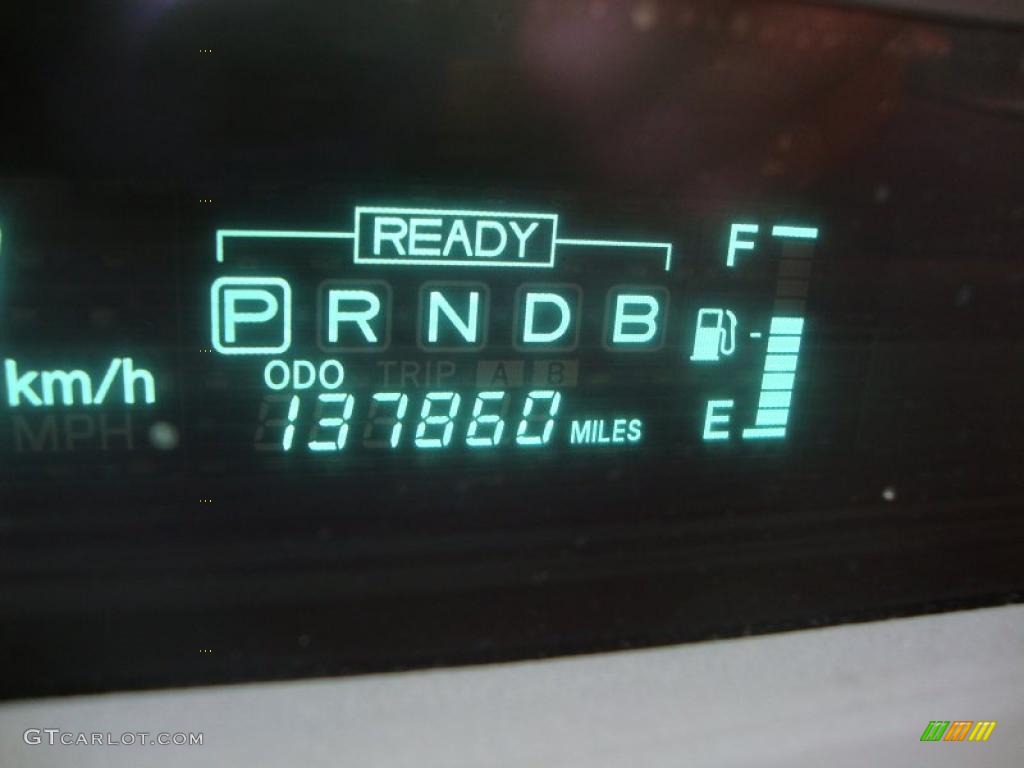 READY
F
P R N D B
km/h
ODO TRIP A B
MPH
137860 MILES
E
GTCARLOT.COM